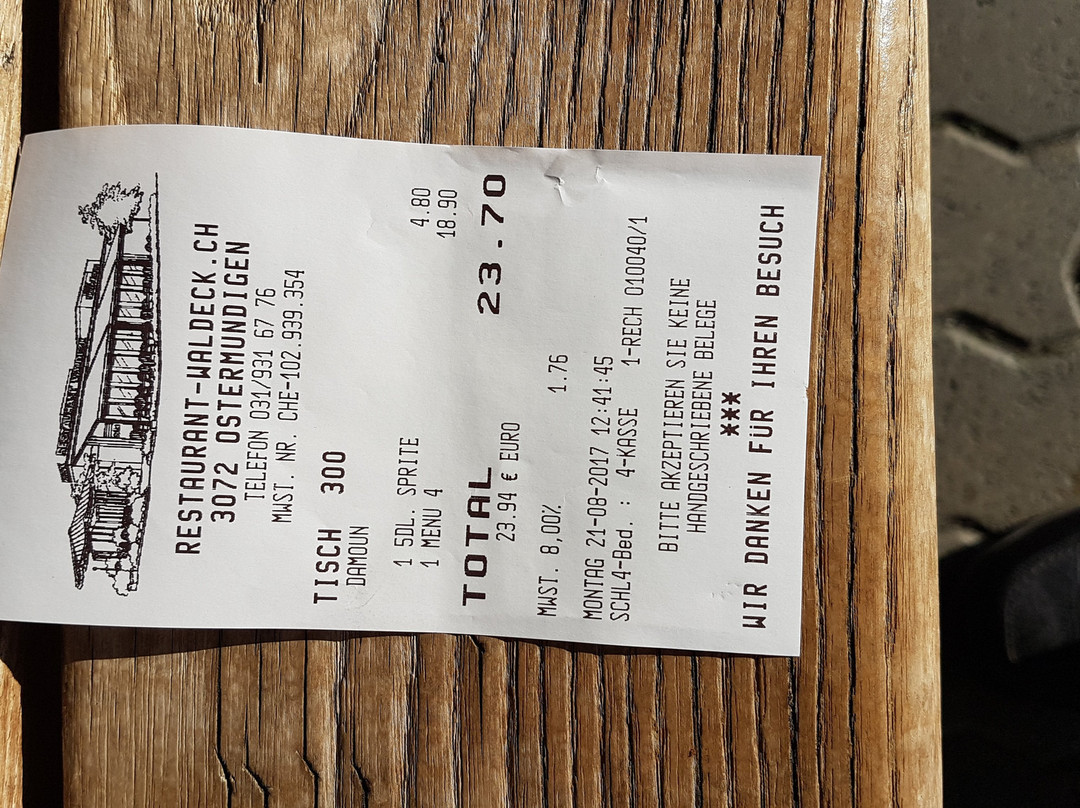 RESTAURANT-WALDECK.CH
3072 OSTERMUNDIGEN
TELEFON 031/931 67 76
MWST. NR. CHE-102.939.354
TISCH 300
DAMOUN
1 5DL. SPRITE 4.80
1 MENU 4 18.90
TOTAL 23.70
23.94 € EURO
MWST. 8,00% 1.76
MONTAG 21-08-2017 12:41:45
SCHL4-Bed. : 4-KASSE 1-RECH 010040/1
BITTE AKZEPTIEREN SIE KEINE
HANDGESCHRIEBENE BELEGE
***
WIR DANKEN FÜR IHREN BESUCH